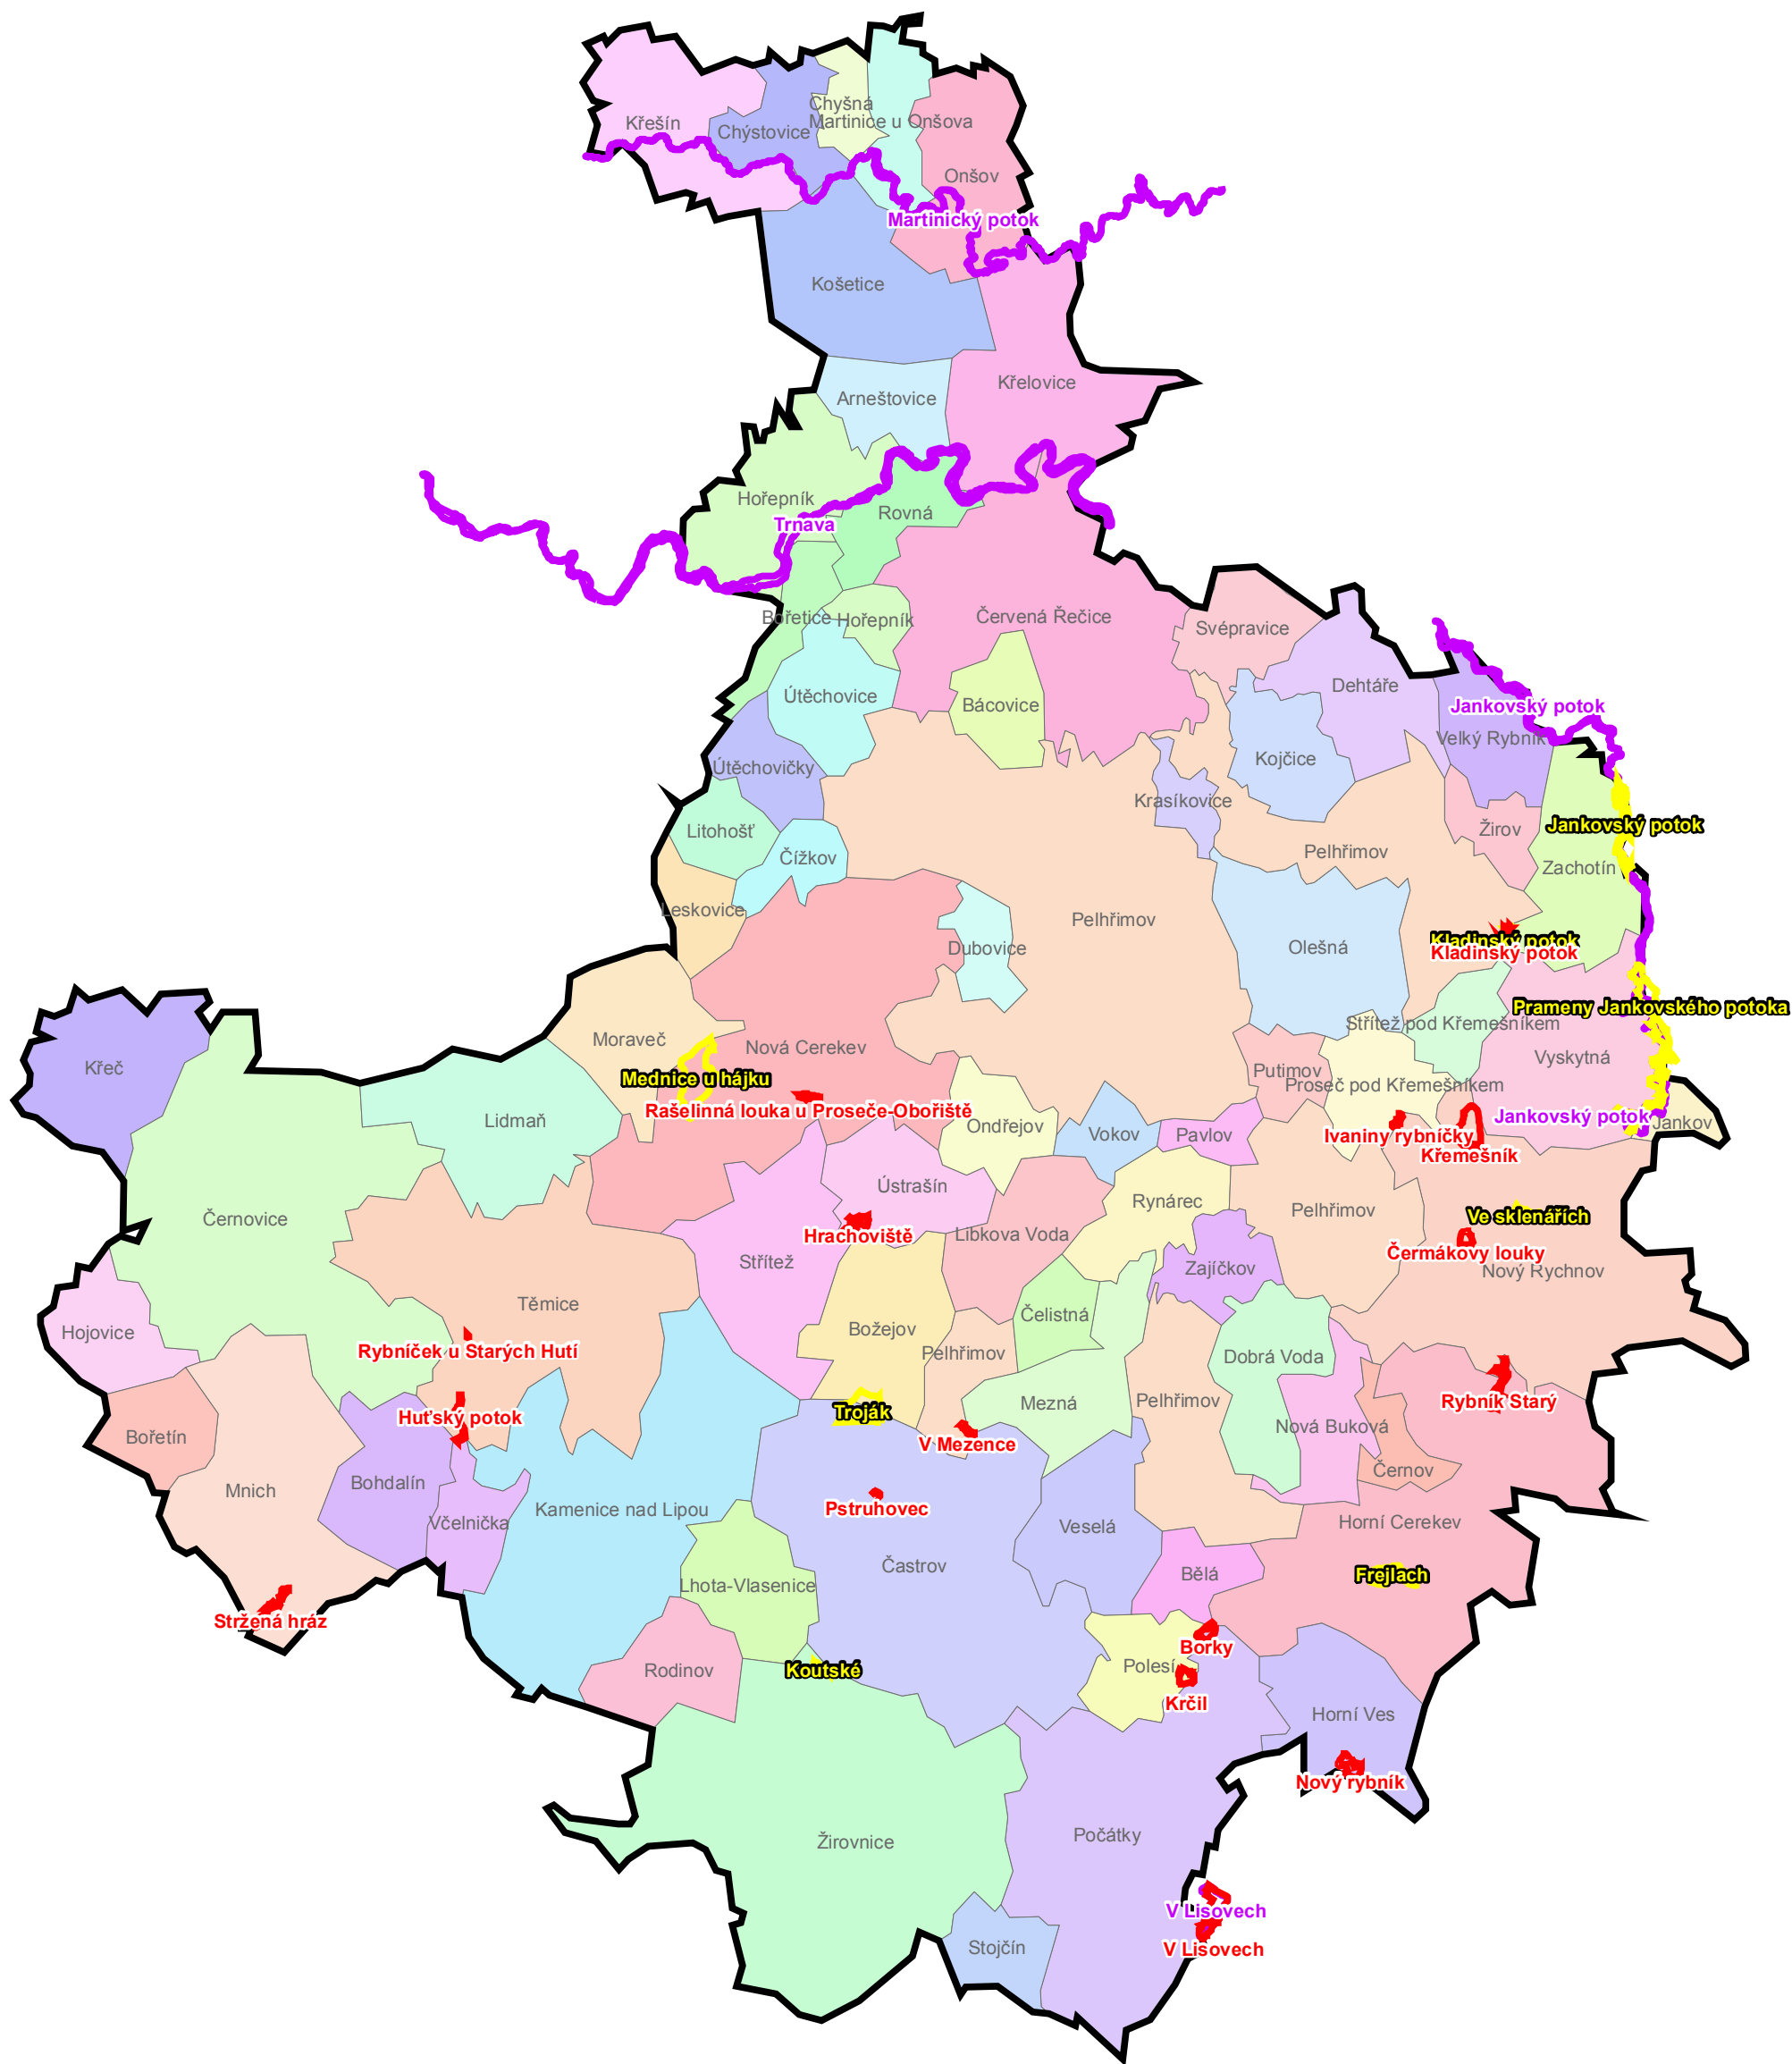 Chyšná
Křešín
Chýstovice
Martinice u Onšova
Onšov
Martinický potok
Košetice
Křelovice
Arneštovice
Hořepník
Rovná
Trnava
Bořetice
Hořepník
Červená Řečice
Svépravice
Dehtáře
Útěchovice
Bácovice
Jankovský potok
Velký Rybník
Útěchovičky
Kojčice
Krasíkovice
Litohošť
Žirov
Jankovský potok
Čížkov
Pelhřimov
Zachotín
Leskovice
Pelhřimov
Dubovice
Olešná
Kladinský potok
Kladinský potok
Prameny Jankovského potoka
Střítež pod Křemešníkem
Moraveč
Nová Cerekev
Vyskytná
Křeč
Mednice u hájku
Putimov
Proseč pod Křemešníkem
Rašelinná louka u Proseče-Obořiště
Lidmaň
Ondřejov
Vokov
Pavlov
Ivaniny rybníčky
Jankovský potok
Jankov
Křemešník
Ústrašín
Rynárec
Černovice
Pelhřimov
Ve sklenářích
Hrachoviště
Libkova Voda
Čermákovy louky
Střítež
Zajíčkov
Nový Rychnov
Těmice
Čelistná
Hojovice
Božejov
Rybníček u Starých Hutí
Pelhřimov
Dobrá Voda
Mezná
Pelhřimov
Rybník Starý
Troják
Huťský potok
Nová Buková
Bořetín
V Mezence
Černov
Mnich
Bohdalín
Pstruhovec
Kamenice nad Lipou
Včelnička
Veselá
Horní Cerekev
Častrov
Bělá
Frejlach
Lhota-Vlasenice
Stržená hráz
Borky
Polesí
Rodinov
Koutské
Krčil
Horní Ves
Nový rybník
Počátky
Žirovnice
V Lisovech
Stojčín
V Lisovech